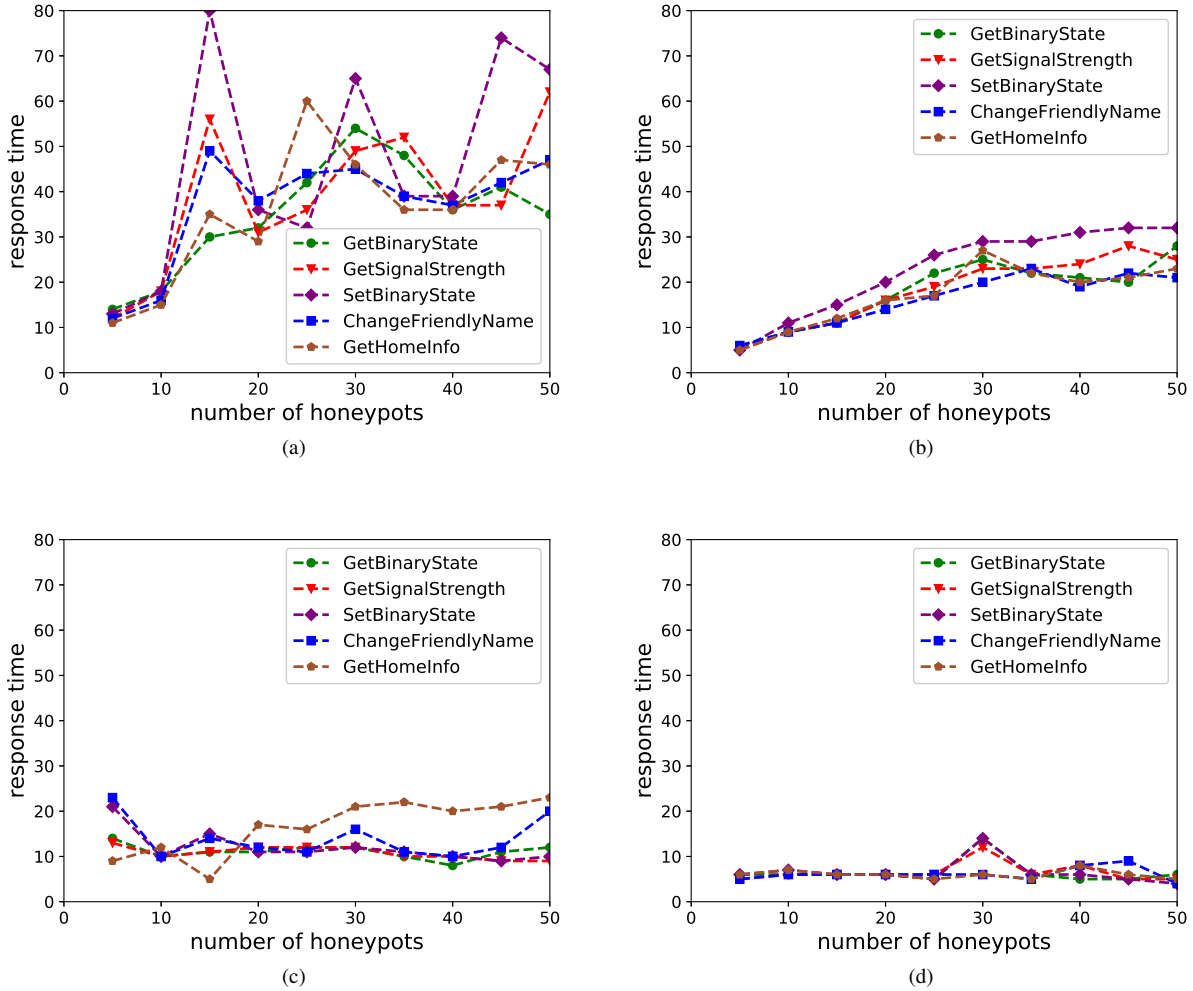 80
70
60
50
40
30
20
10
0
response time
GetBinaryState
GetSignalStrength
SetBinaryState
ChangeFriendlyName
GetHomeInfo
0 10 20 30 40 50
number of honeypots
(a)
80
70
60
50
40
30
20
10
0
response time
GetBinaryState
GetSignalStrength
SetBinaryState
ChangeFriendlyName
GetHomeInfo
0 10 20 30 40 50
number of honeypots
(b)
80
70
60
50
40
30
20
10
0
response time
GetBinaryState
GetSignalStrength
SetBinaryState
ChangeFriendlyName
GetHomeInfo
0 10 20 30 40 50
number of honeypots
(c)
80
70
60
50
40
30
20
10
0
response time
GetBinaryState
GetSignalStrength
SetBinaryState
ChangeFriendlyName
GetHomeInfo
0 10 20 30 40 50
number of honeypots
(d)